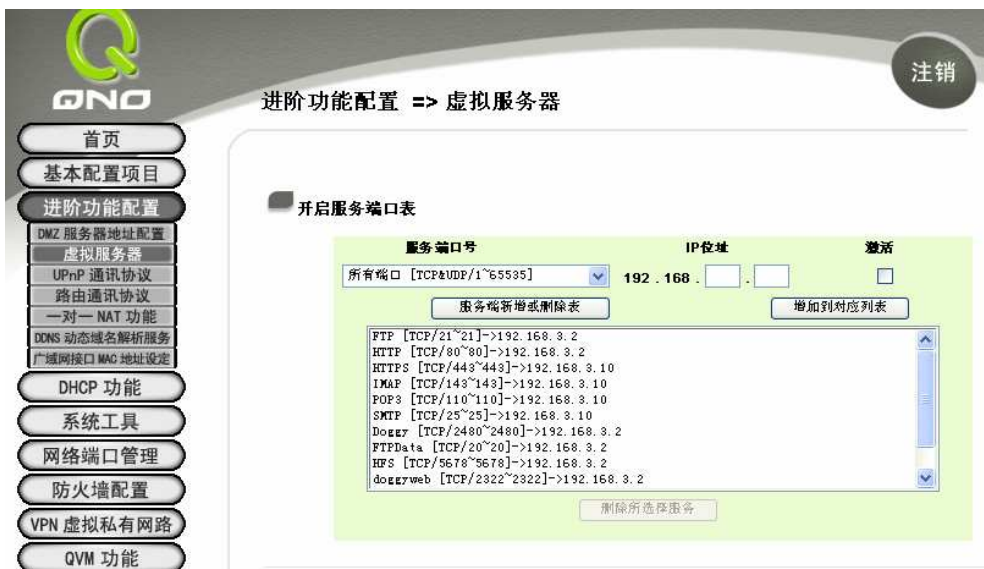 QNO
注销
进阶功能配置 => 虚拟服务器
首页
基本配置项目
进阶功能配置
DMZ 服务器地址配置
虚拟服务器
UPnP 通讯协议
路由通讯协议
一对一 NAT 功能
DDNS 动态域名解析服务
广域网接口 MAC 地址设定
DHCP 功能
系统工具
网络端口管理
防火墙配置
VPN 虚拟私有网路
QVM 功能
开启服务端口表
服务端口号 IP位址 激活
所有端口 [TCP&UDP/1~65535] 192 . 168 . .
服务端新增或删除表 增加到对应列表
FTP [TCP/21~21]->192.168.3.2
HTTP [TCP/80~80]->192.168.3.2
HTTPS [TCP/443~443]->192.168.3.10
IMAP [TCP/143~143]->192.168.3.10
POP3 [TCP/110~110]->192.168.3.10
SMTP [TCP/25~25]->192.168.3.10
Doggy [TCP/2480~2480]->192.168.3.2
FTPData [TCP/20~20]->192.168.3.2
HFS [TCP/5678~5678]->192.168.3.2
doggyweb [TCP/2322~2322]->192.168.3.2
删除所选择服务